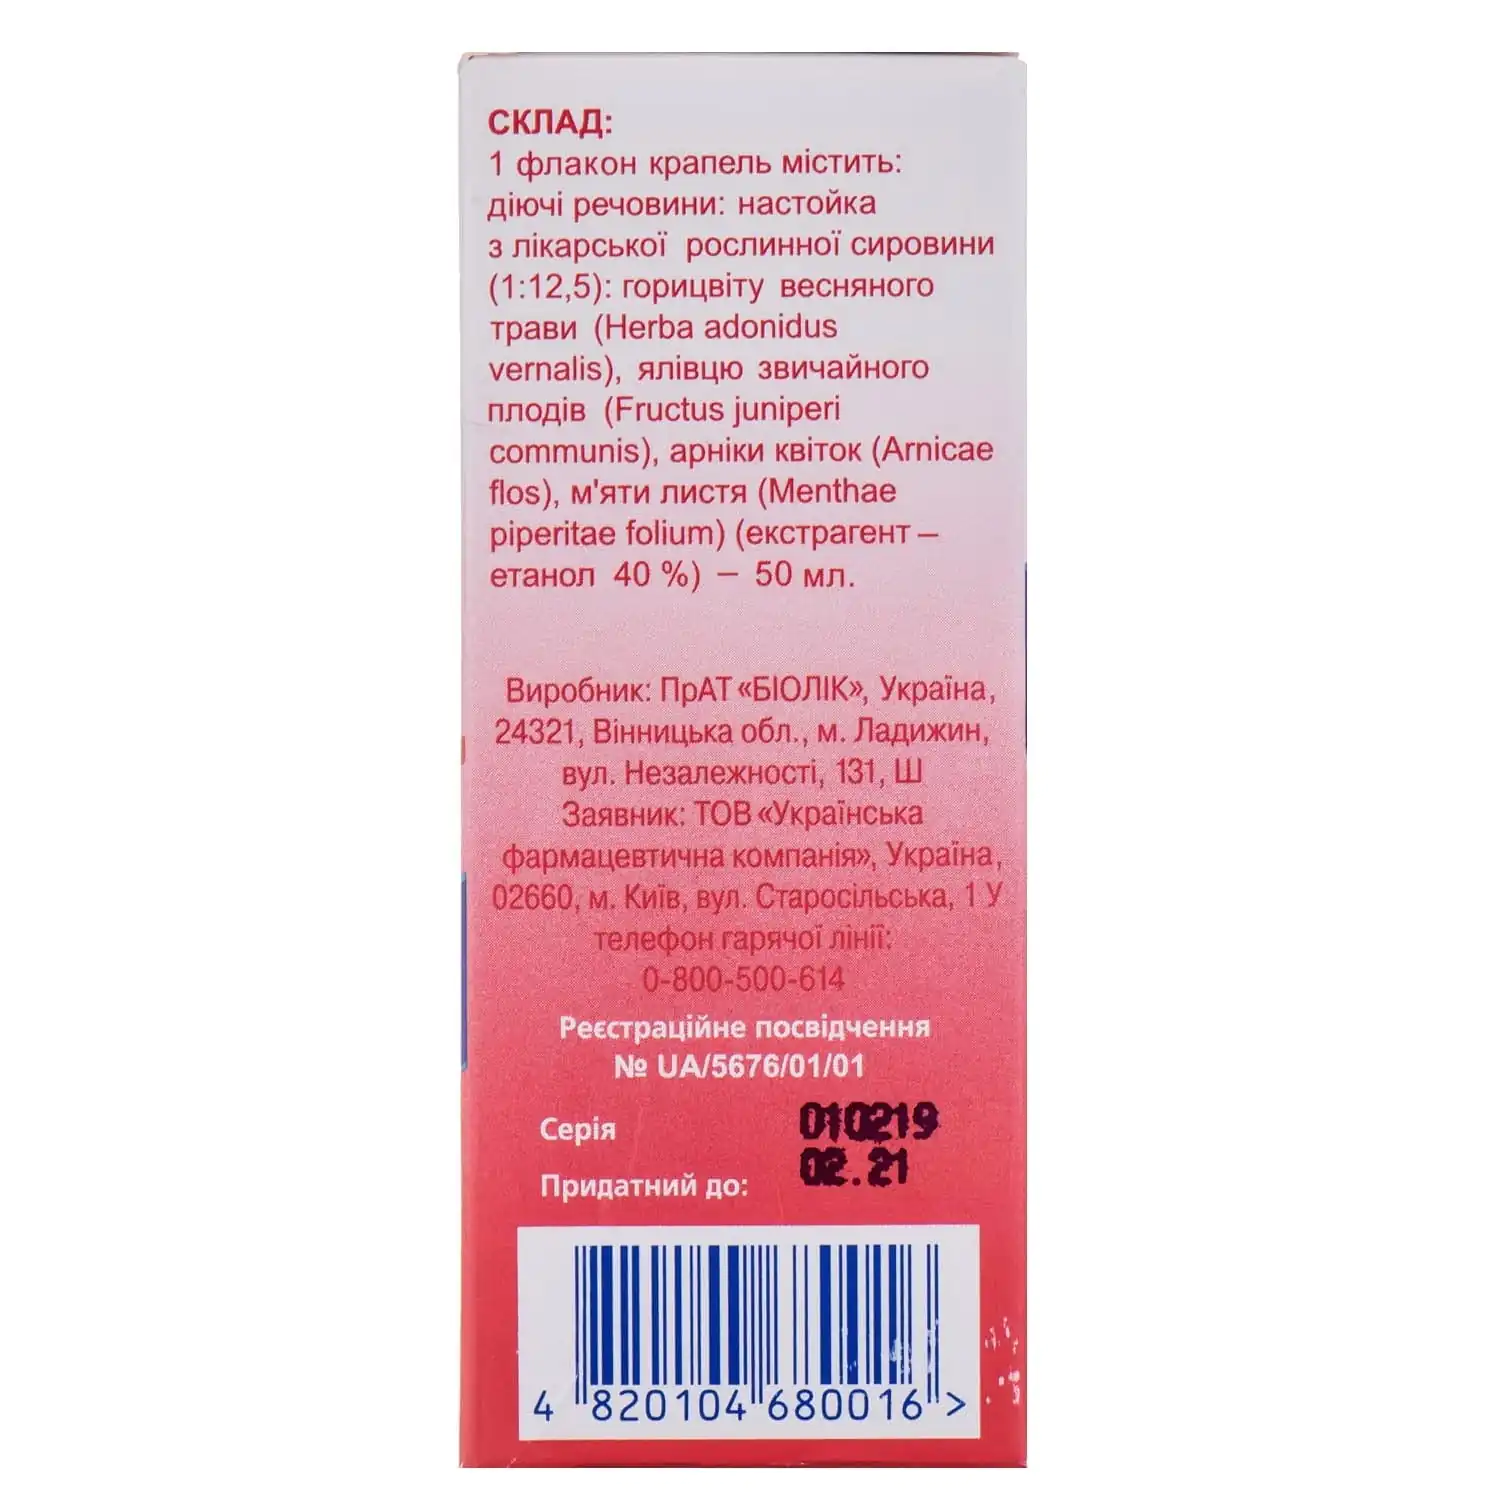 СКЛАД:
1 флакон крапель містить:
діючі речовини: настойка
з лікарської рослинної сировини
(1:12,5): горицвіту весняного
трави (Herba adonidus
vernalis), ялівцю звичайного
плодів (Fructus juniperi
communis), арніки квіток (Arnicae
flos), м'яти листя (Menthae
piperitae folium) (екстрагент –
етанол 40 %) – 50 мл.
Виробник: ПрАТ «БІОЛІК», Україна,
24321, Вінницька обл., м. Ладижин,
вул. Незалежності, 131, Ш
Заявник: ТОВ «Українська
фармацевтична компанія», Україна,
02660, м. Київ, вул. Старосільська, 1 У
телефон гарячої лінії:
0-800-500-614
Реєстраційне посвідчення
№ UA/5676/01/01
Серія 010219
Придатний до: 02.21
4 820104 680016 >